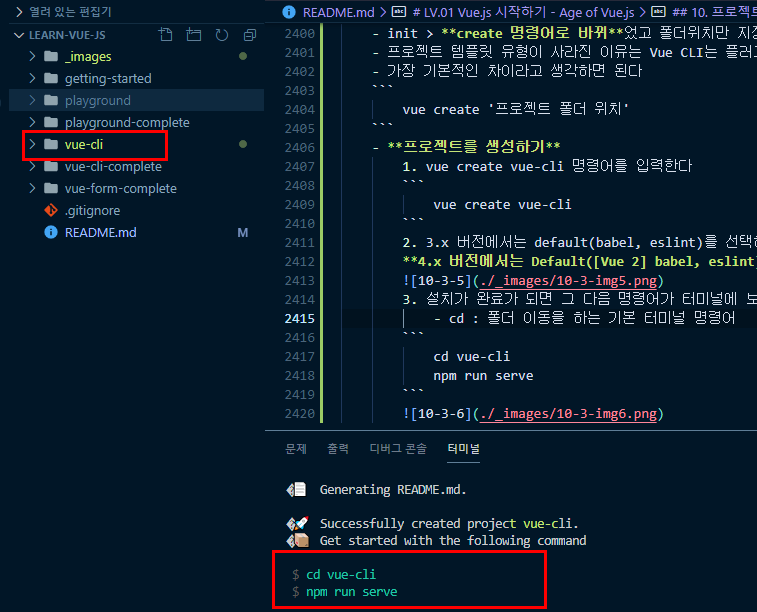 열려 있는 편집기
LEARN-VUE-JS
_images
getting-started
playground
playground-complete
vue-cli
vue-cli-complete
vue-form-complete
.gitignore
README.md M
README.md > # LV.01 Vue.js 시작하기 - Age of Vue.js > ## 10. 프로젝트
2400 - init > **create 명령어로 바뀌**었고 폴더위치만 지정
2401 - 프로젝트 템플릿 유형이 사라진 이유는 Vue CLI는 플러그
2402 - 가장 기본적인 차이라고 생각하면 된다
2403 ```
2404 vue create '프로젝트 폴더 위치'
2405 ```
2406 - **프로젝트를 생성하기**
2407 1. vue create vue-cli 명령어를 입력한다
2408 ```
2409 vue create vue-cli
2410 ```
2411 2. 3.x 버전에서는 default(babel, eslint)를 선택하
2412 **4.x 버전에서는 Default([Vue 2] babel, eslint)
2413 ![10-3-5](./_images/10-3-img5.png)
2414 3. 설치가 완료가 되면 그 다음 명령어가 터미널에 보
2415 - cd : 폴더 이동을 하는 기본 터미널 명령어
2416 ```
2417 cd vue-cli
2418 npm run serve
2419 ```
2420 ![10-3-6](./_images/10-3-img6.png)
문제 출력 디버그 콘솔 터미널
Generating README.md.
Successfully created project vue-cli.
Get started with the following command
$ cd vue-cli
$ npm run serve